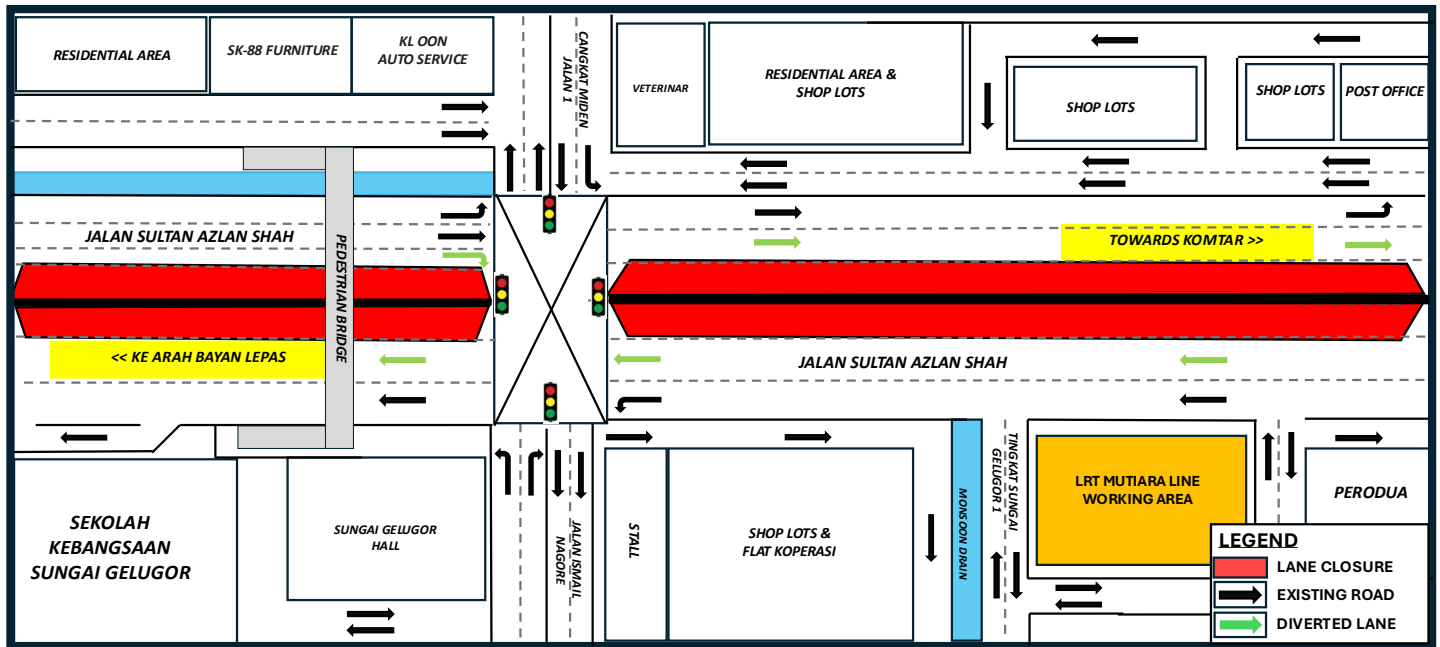 RESIDENTIAL AREA
SK-88 FURNITURE
KL OON
AUTO SERVICE
CANGKAT MIDEN
JALAN 1
VETERINAR
RESIDENTIAL AREA &
SHOP LOTS
SHOP LOTS
SHOP LOTS
POST OFFICE
JALAN SULTAN AZLAN SHAH
PEDESTRIAN BRIDGE
TOWARDS KOMTAR >>
<< KE ARAH BAYAN LEPAS
JALAN SULTAN AZLAN SHAH
SEKOLAH
KEBANGSAAN
SUNGAI GELUGOR
SUNGAI GELUGOR
HALL
JALAN ISMAIL
NAGORE
STALL
SHOP LOTS &
FLAT KOPERASI
MONSOON DRAIN
TINGKAT SUNGAI
GELUGOR 1
LRT MUTIARA LINE
WORKING AREA
PERODUA
LEGEND
LANE CLOSURE
EXISTING ROAD
DIVERTED LANE